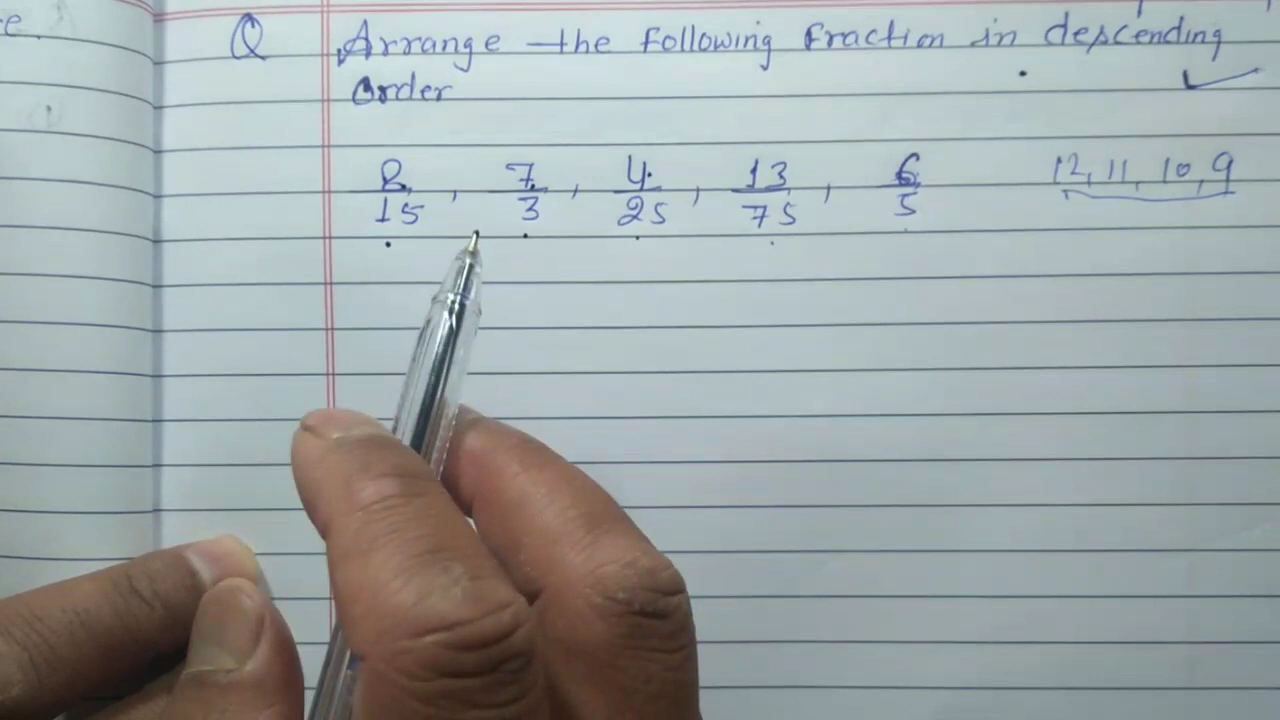 Q Arrange the following fraction in descending
order
8/15, 7/3, 4/25, 13/75, 6/5 12, 11, 10, 9